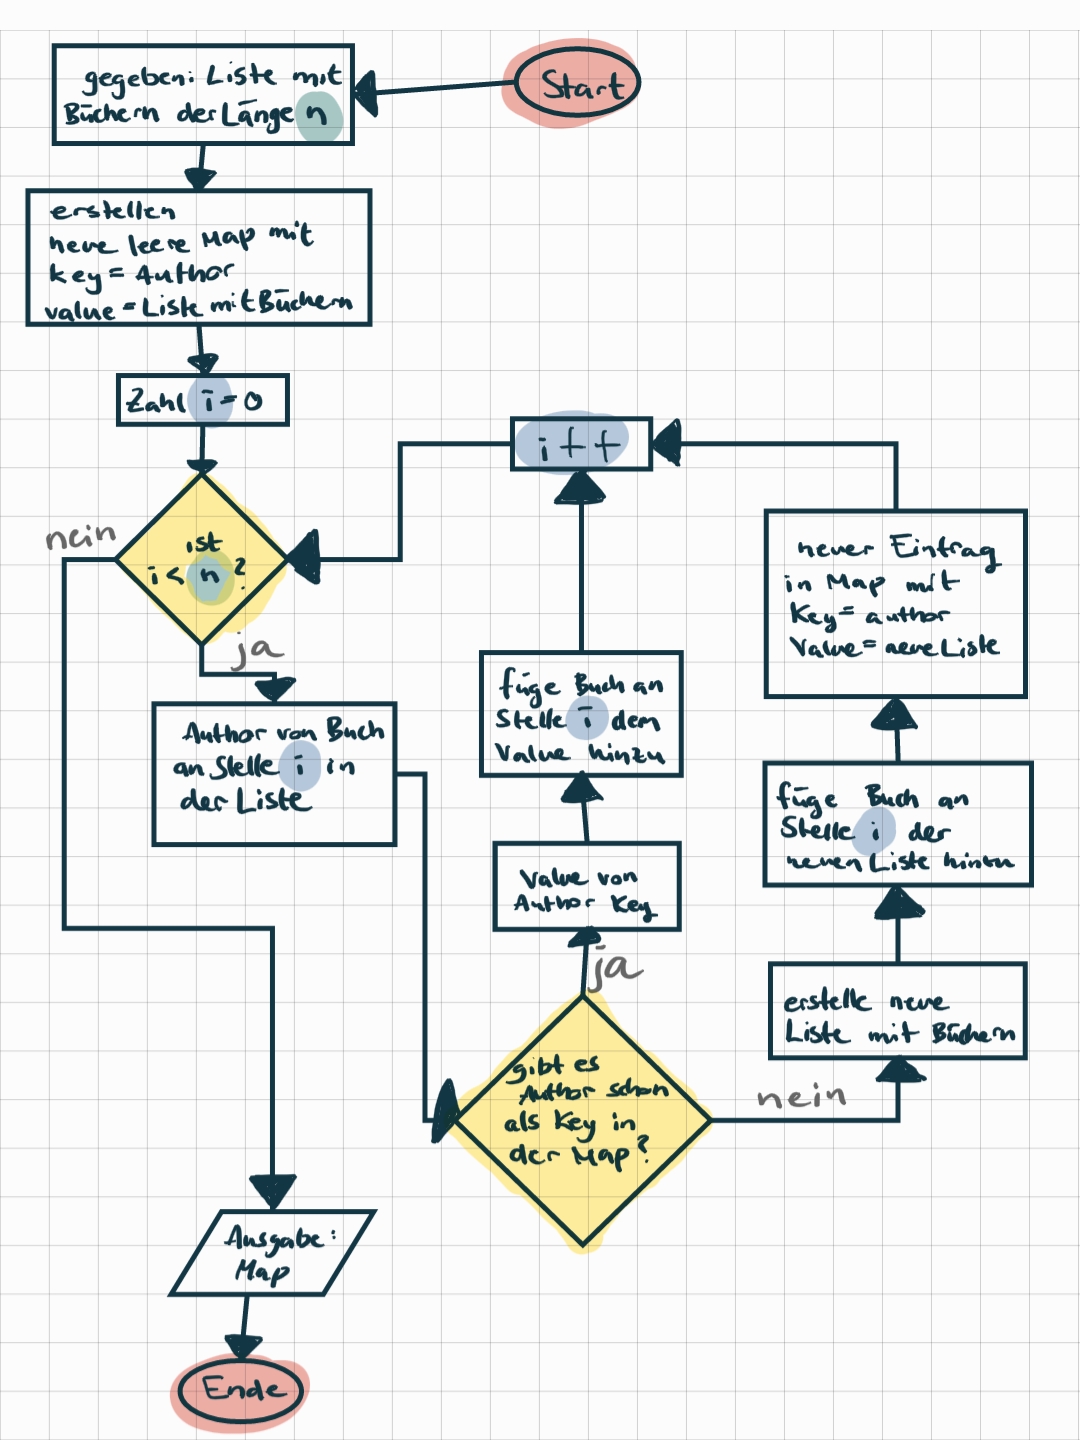 Start
gegeben: Liste mit
Büchern der Länge n
erstellen
neue leere Map mit
key = Author
value = Liste mit Büchern
Zahl i = 0
nein
ist
i < n ?
ja
Author von Buch
an Stelle i in
der Liste
gibt es
Author schon
als Key in
der Map?
ja
Value von
Author Key
füge Buch an
Stelle i dem
Value hinzu
i++
nein
erstelle neue
Liste mit Büchern
füge Buch an
Stelle i der
neuen Liste hinzu
neuer Eintrag
in Map mit
Key = author
Value = neue Liste
Ausgabe:
Map
Ende